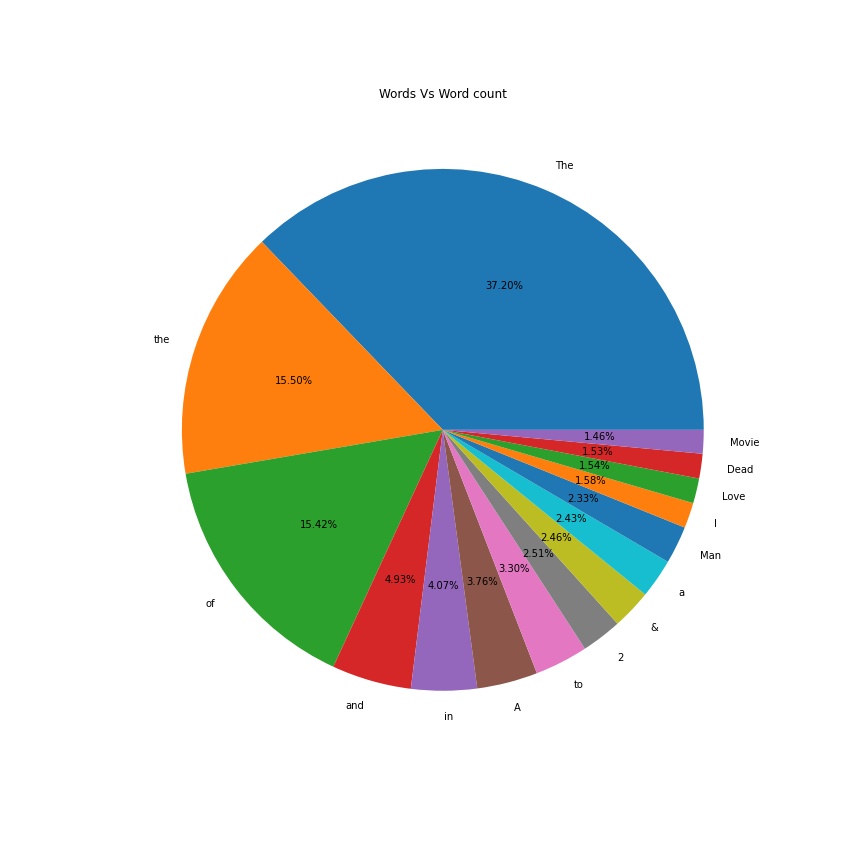 Words Vs Word count
The
37.20%
the
15.50%
of
15.42%
and
4.93%
in
4.07%
A
3.76%
to
3.30%
2
2.51%
&
2.46%
a
2.43%
Man
2.33%
I
1.58%
Love
1.54%
Dead
1.53%
Movie
1.46%